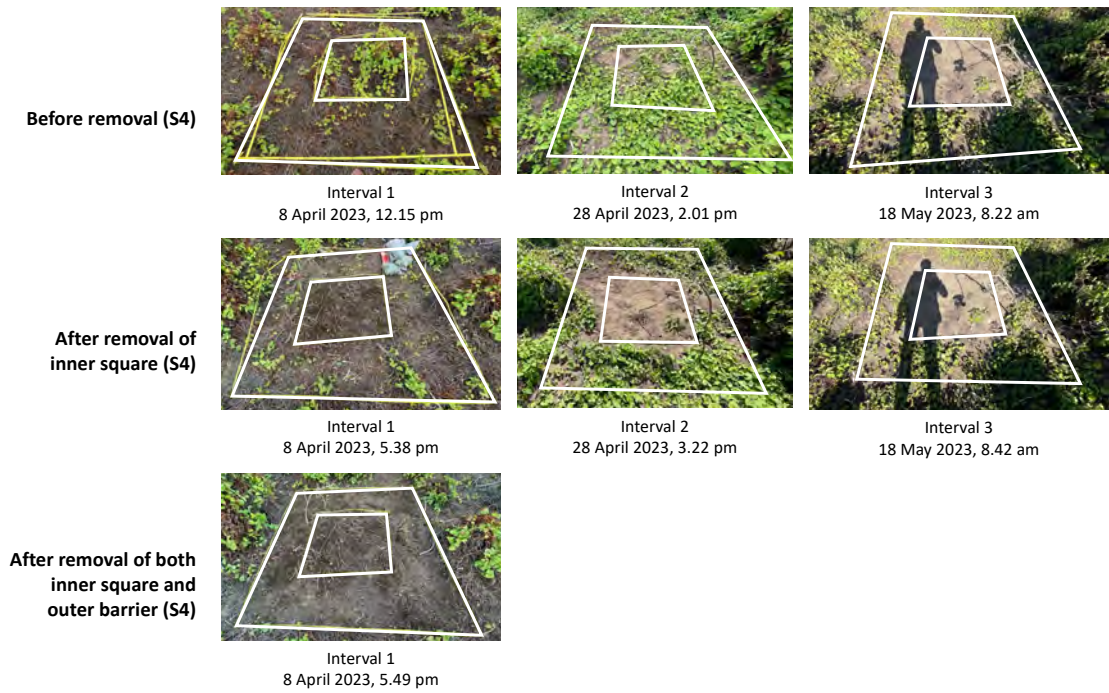 Before removal (S4)
Interval 1
8 April 2023, 12.15 pm
Interval 2
28 April 2023, 2.01 pm
Interval 3
18 May 2023, 8.22 am
After removal of
inner square (S4)
Interval 1
8 April 2023, 5.38 pm
Interval 2
28 April 2023, 3.22 pm
Interval 3
18 May 2023, 8.42 am
After removal of both
inner square and
outer barrier (S4)
Interval 1
8 April 2023, 5.49 pm